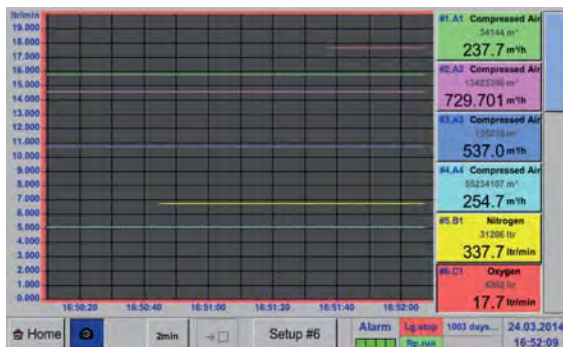 ltr/min
19.000
18.000
17.000
16.000
15.000
14.000
13.000
12.000
11.000
10.000
9.000
8.000
7.000
6.000
5.000
4.000
3.000
2.000
1.000
0.000
16:50:20 16:50:40 16:51:00 16:51:20 16:51:40 16:52:00
#1.A1 Compressed Air
34144 m³
237.7 m³/h
#2.A2 Compressed Air
m³
729.701 m³/h
#3.A3 Compressed Air
m³
537.0 m³/h
#4.A4 Compressed Air
55234107 m³
254.7 m³/h
#5.B1 Nitrogen
31206 ltr
337.7 ltr/min
#6.C1 Oxygen
ltr
17.7 ltr/min
Home 2min Setup #6 Alarm Lg.stop 1003 days... 24.03.2014
Rp.run 16:52:09